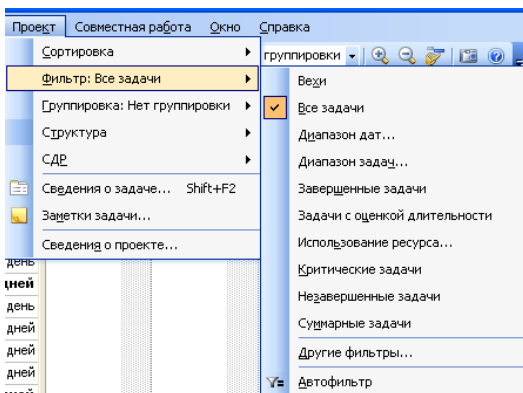 Проект Совместная работа Окно Справка
Сортировка
группировки
Фильтр: Все задачи
Группировка: Нет группировки
Структура
СДР
Сведения о задаче... Shift+F2
Заметки задачи...
Сведения о проекте...
Вехи
Все задачи
Диапазон дат...
Диапазон задач...
Завершенные задачи
Задачи с оценкой длительности
Использование ресурса...
Критические задачи
Незавершенные задачи
Суммарные задачи
Другие фильтры...
Автофильтр
день
дней
день
дней
дней
дней